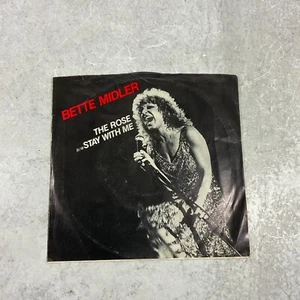 BETTE MIDLER
THE ROSE
b/w STAY WITH ME